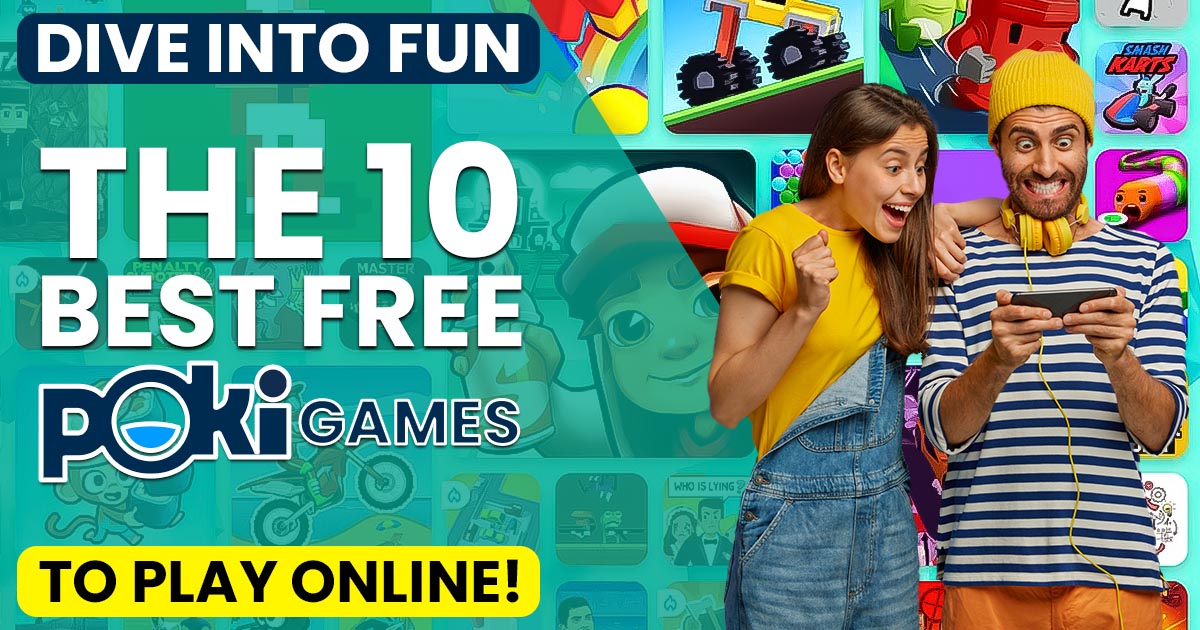 DIVE INTO FUN
THE 10
BEST FREE
poki GAMES
TO PLAY ONLINE!
SMASH
KARTS
PENALTY
MASTER
WHO IS LYING?